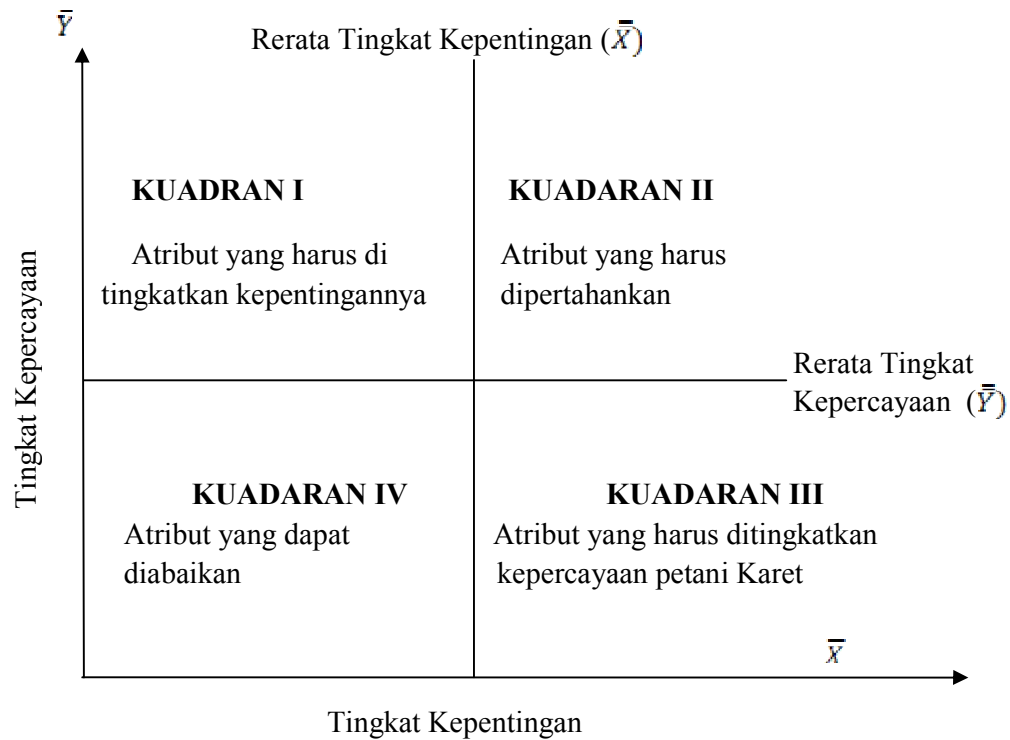 Y̅
Rerata Tingkat Kepentingan (X̿)
KUADRAN I
Atribut yang harus di
tingkatkan kepentingannya
KUADARAN II
Atribut yang harus
dipertahankan
Tingkat Kepercayaan
Rerata Tingkat
Kepercayaan (Y̿)
KUADARAN IV
Atribut yang dapat
diabaikan
KUADARAN III
Atribut yang harus ditingkatkan
kepercayaan petani Karet
X̅
Tingkat Kepentingan